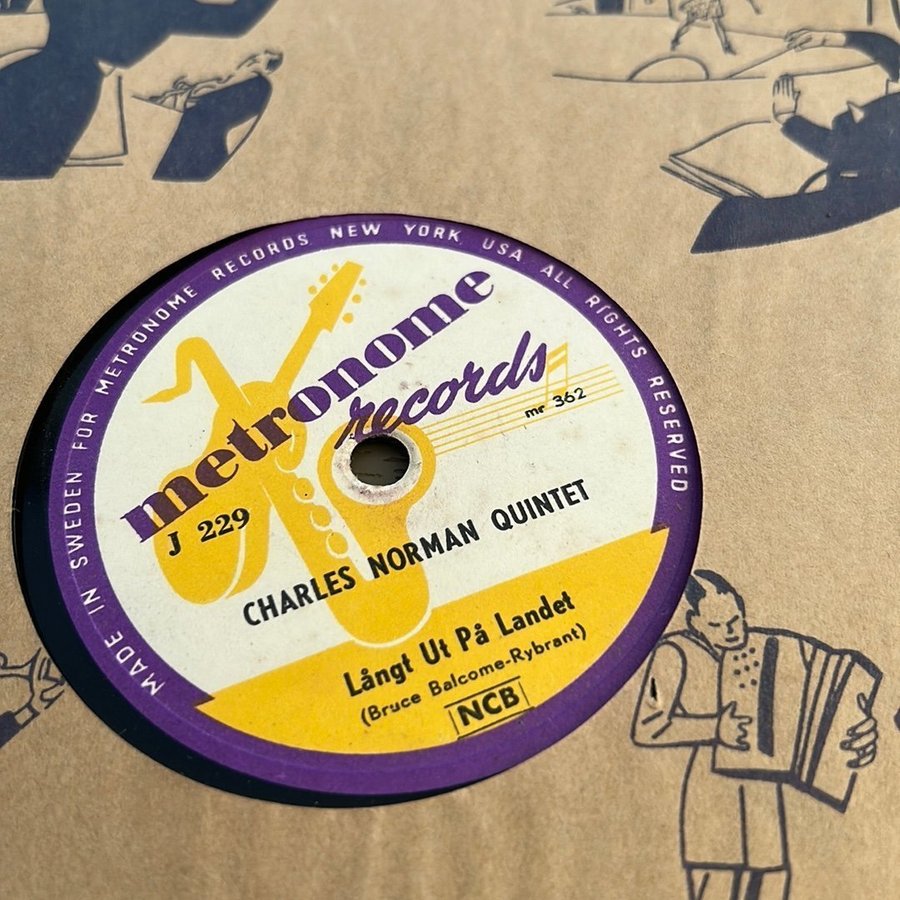 MADE IN SWEDEN FOR METRONOME RECORDS NEW YORK USA ALL RIGHTS RESERVED
metronome
records
mr 362
J 229
CHARLES NORMAN QUINTET
Långt Ut På Landet
(Bruce Balcome-Rybrant)
NCB